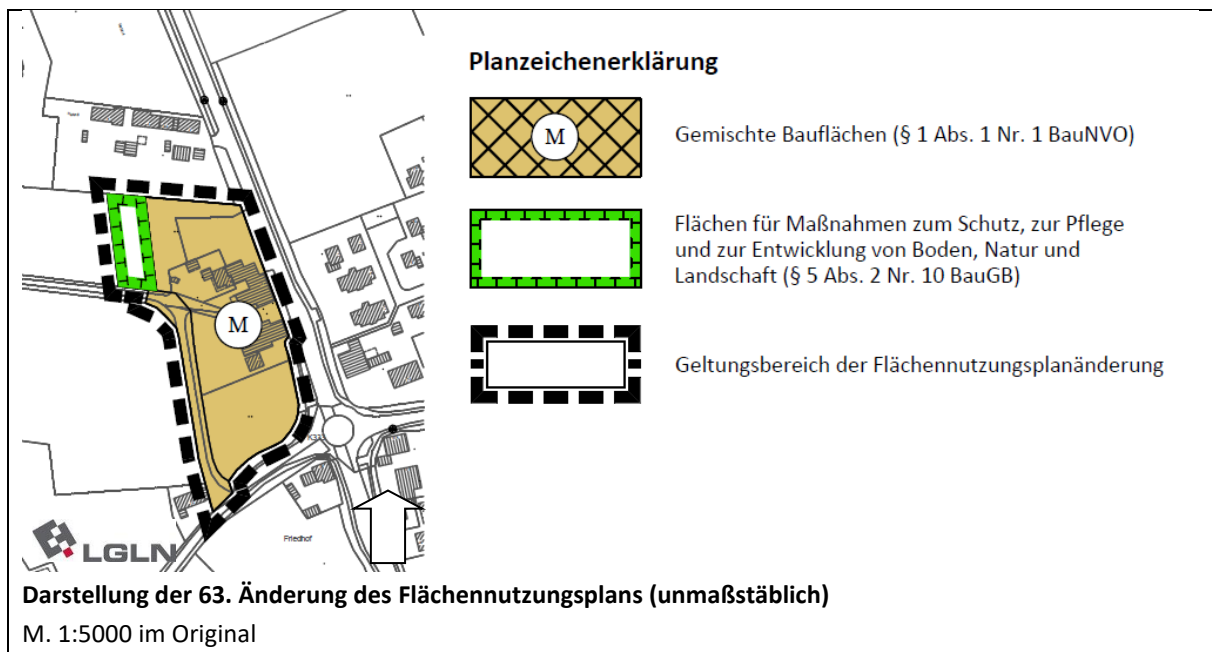 Planzeichenerklärung
M
Gemischte Bauflächen (§ 1 Abs. 1 Nr. 1 BauNVO)
Flächen für Maßnahmen zum Schutz, zur Pflege
und zur Entwicklung von Boden, Natur und
Landschaft (§ 5 Abs. 2 Nr. 10 BauGB)
M
Geltungsbereich der Flächennutzungsplanänderung
Friedhof
LGLN
Darstellung der 63. Änderung des Flächennutzungsplans (unmaßstäblich)
M. 1:5000 im Original